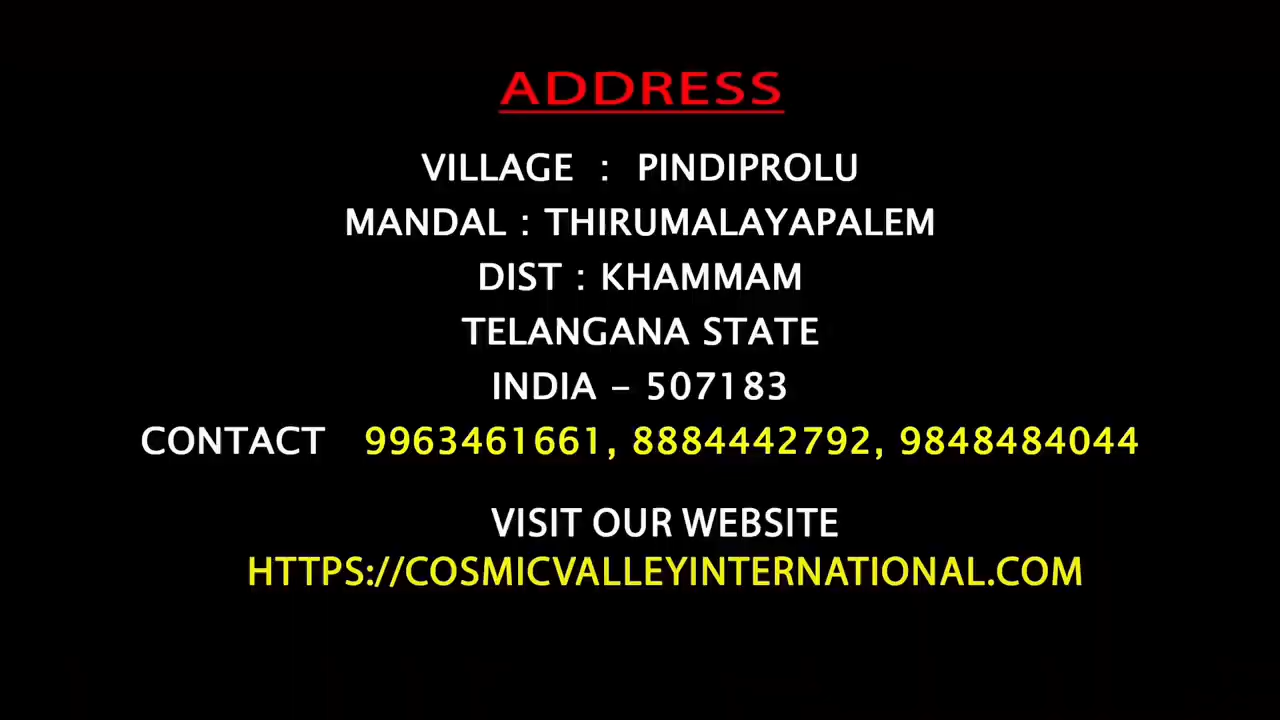 ADDRESS
VILLAGE : PINDIPROLU
MANDAL : THIRUMALAYAPALEM
DIST : KHAMMAM
TELANGANA STATE
INDIA - 507183
CONTACT 9963461661, 8884442792, 9848484044
VISIT OUR WEBSITE
HTTPS://COSMICVALLEYINTERNATIONAL.COM